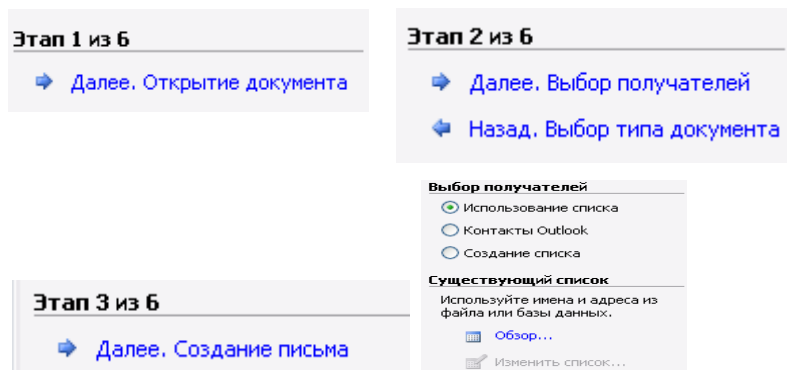 Этап 1 из 6
Далее. Открытие документа
Этап 2 из 6
Далее. Выбор получателей
Назад. Выбор типа документа
Этап 3 из 6
Далее. Создание письма
Выбор получателей
Использование списка
Контакты Outlook
Создание списка
Существующий список
Используйте имена и адреса из
файла или базы данных.
Обзор...
Изменить список...